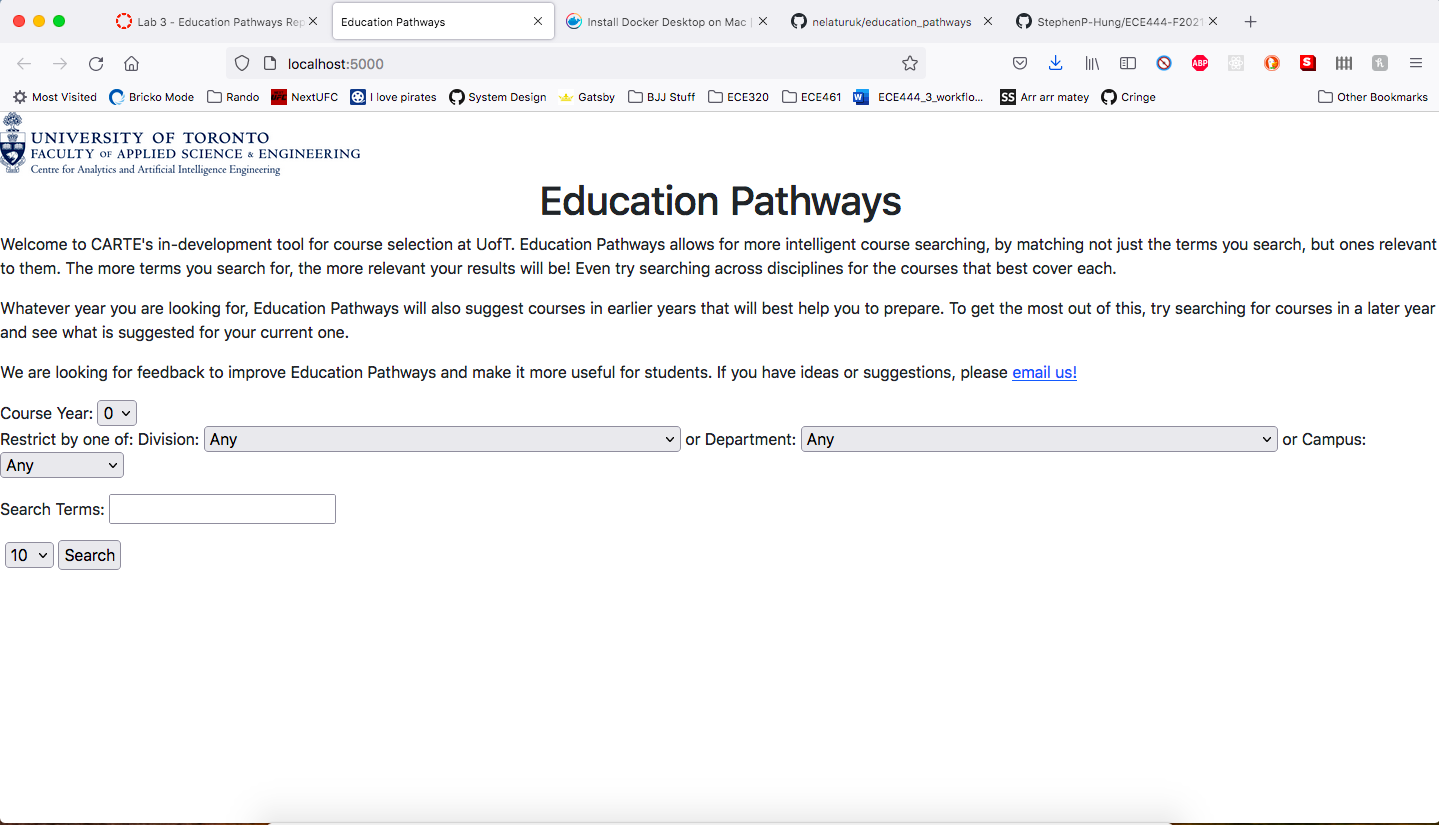 Lab 3 - Education Pathways Rep
Education Pathways
Install Docker Desktop on Mac |
nelaturuk/education_pathways
StephenP-Hung/ECE444-F2021
localhost:5000
ABP
S
Most Visited
Bricko Mode
Rando
NextUFC
I love pirates
System Design
Gatsby
BJJ Stuff
ECE320
ECE461
ECE444_3_workflo...
SS Arr arr matey
Cringe
Other Bookmarks
UNIVERSITY OF TORONTO
FACULTY OF APPLIED SCIENCE & ENGINEERING
Centre for Analytics and Artificial Intelligence Engineering
Education Pathways
Welcome to CARTE's in-development tool for course selection at UofT. Education Pathways allows for more intelligent course searching, by matching not just the terms you search, but ones relevant
to them. The more terms you search for, the more relevant your results will be! Even try searching across disciplines for the courses that best cover each.
Whatever year you are looking for, Education Pathways will also suggest courses in earlier years that will best help you to prepare. To get the most out of this, try searching for courses in a later year
and see what is suggested for your current one.
We are looking for feedback to improve Education Pathways and make it more useful for students. If you have ideas or suggestions, please email us!
Course Year: 0
Restrict by one of: Division: Any or Department: Any or Campus:
Any
Search Terms:
10 Search